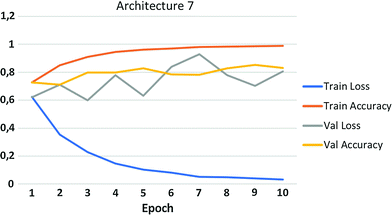 Architecture 7
1,2
1
0,8
0,6
0,4
0,2
0
1 2 3 4 5 6 7 8 9 10
Epoch
Train Loss
Train Accuracy
Val Loss
Val Accuracy